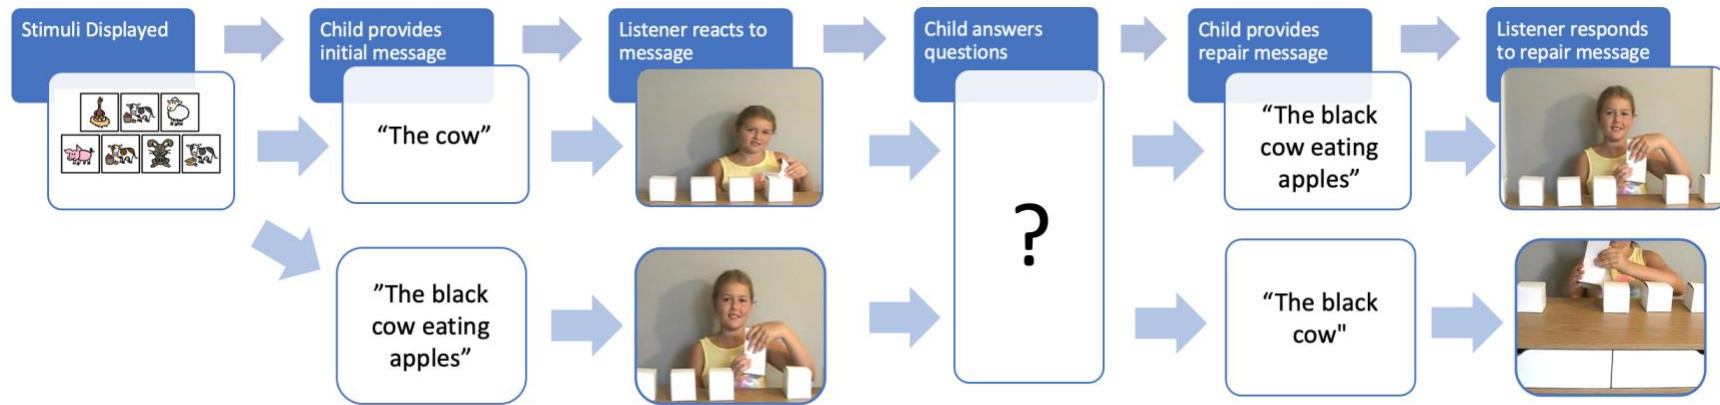 Stimuli Displayed
Child provides
initial message
Listener reacts to
message
Child answers
questions
Child provides
repair message
Listener responds
to repair message
“The cow”
?
“The black
cow eating
apples”
”The black
cow eating
apples”
“The black
cow"